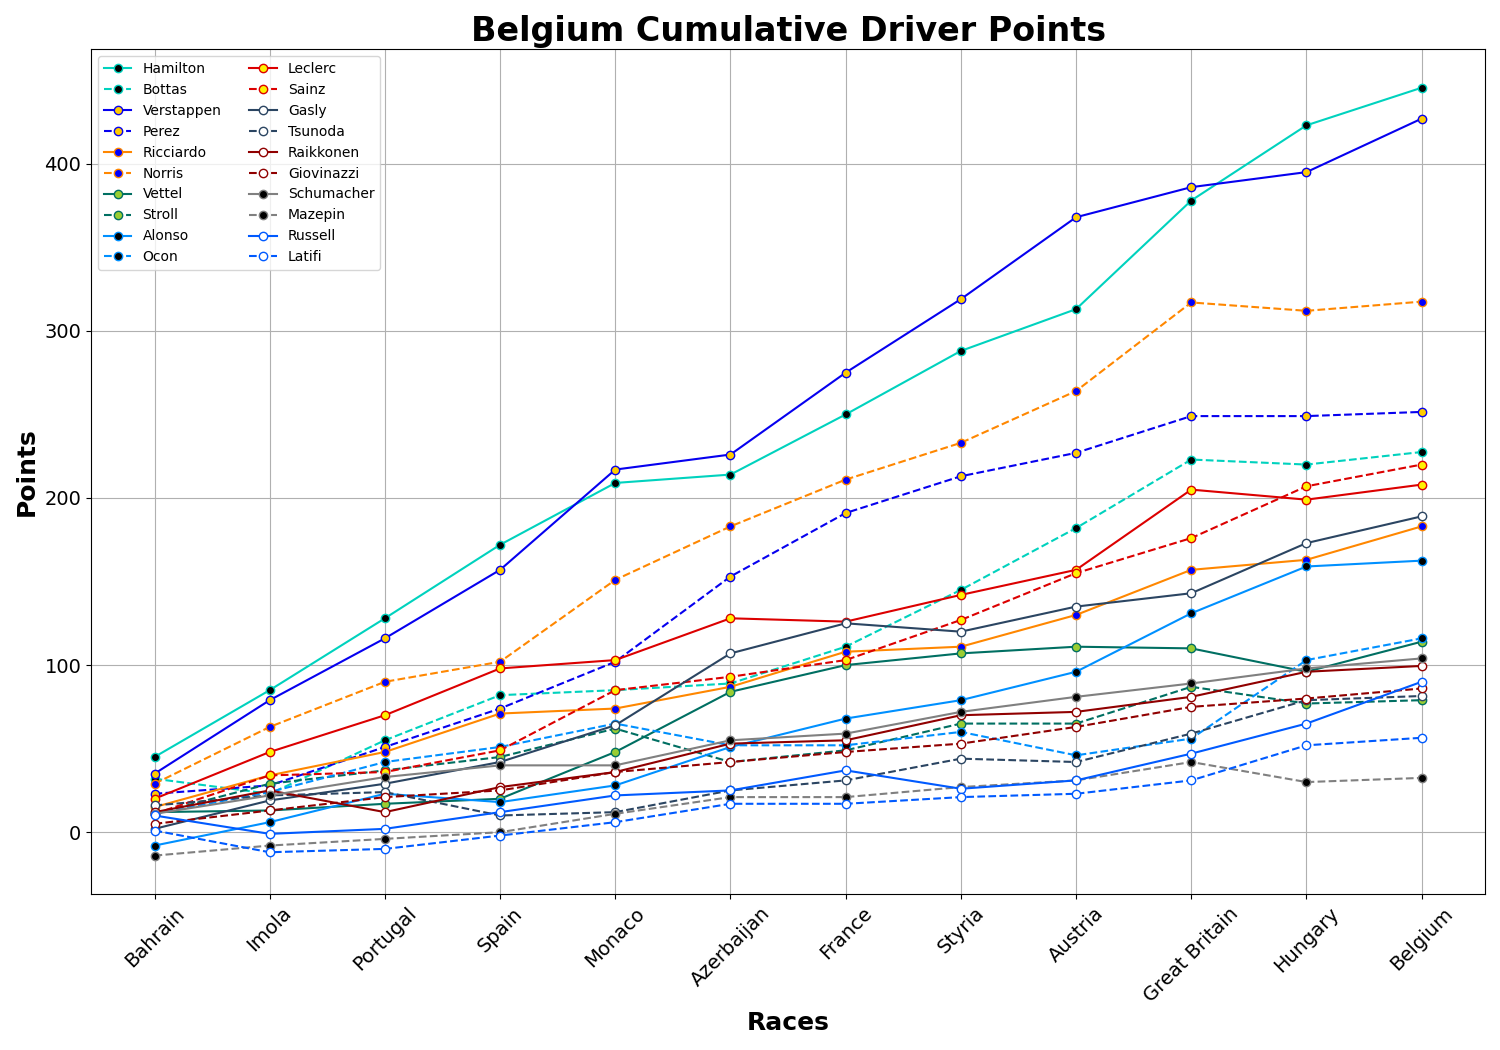 Belgium Cumulative Driver Points
Hamilton
Bottas
Verstappen
Perez
Ricciardo
Norris
Vettel
Stroll
Alonso
Ocon
Leclerc
Sainz
Gasly
Tsunoda
Raikkonen
Giovinazzi
Schumacher
Mazepin
Russell
Latifi
Points
400
300
200
100
0
Bahrain
Imola
Portugal
Spain
Monaco
Azerbaijan
France
Styria
Austria
Great Britain
Hungary
Belgium
Races